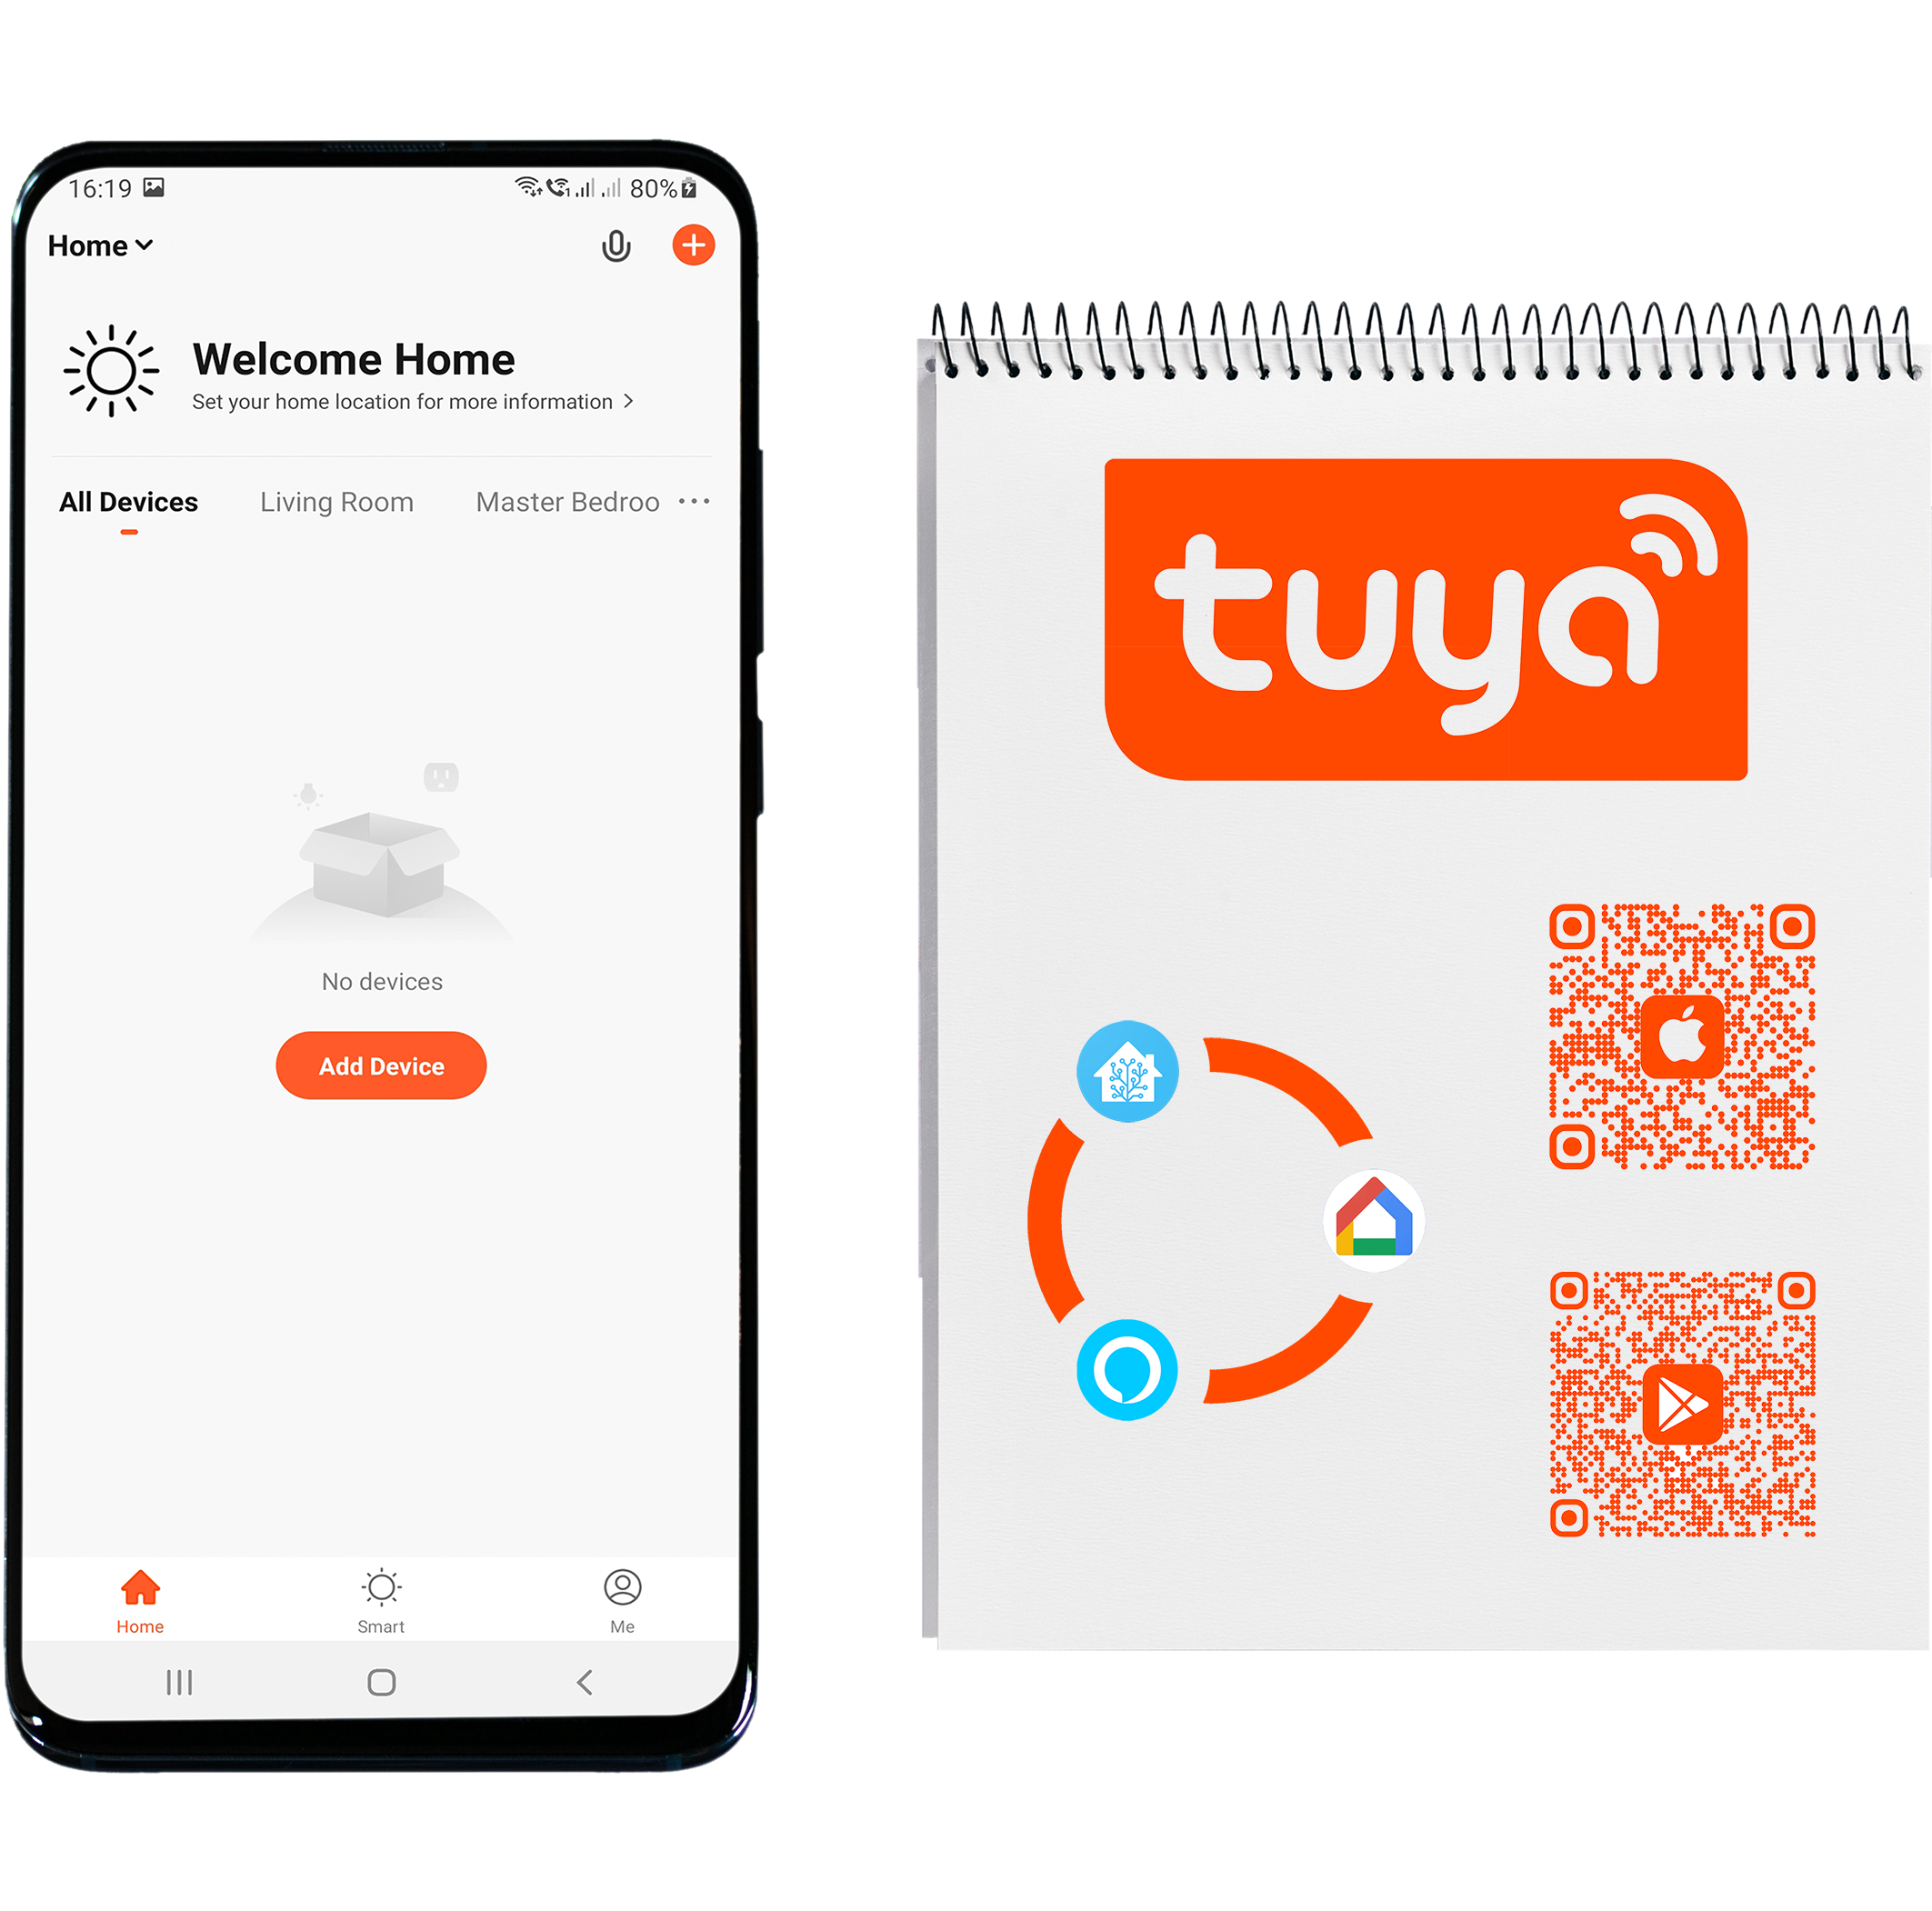 16:19
80%
Home
Welcome Home
Set your home location for more information
All Devices
Living Room
Master Bedroo
No devices
Add Device
Home
Smart
Me
tuya